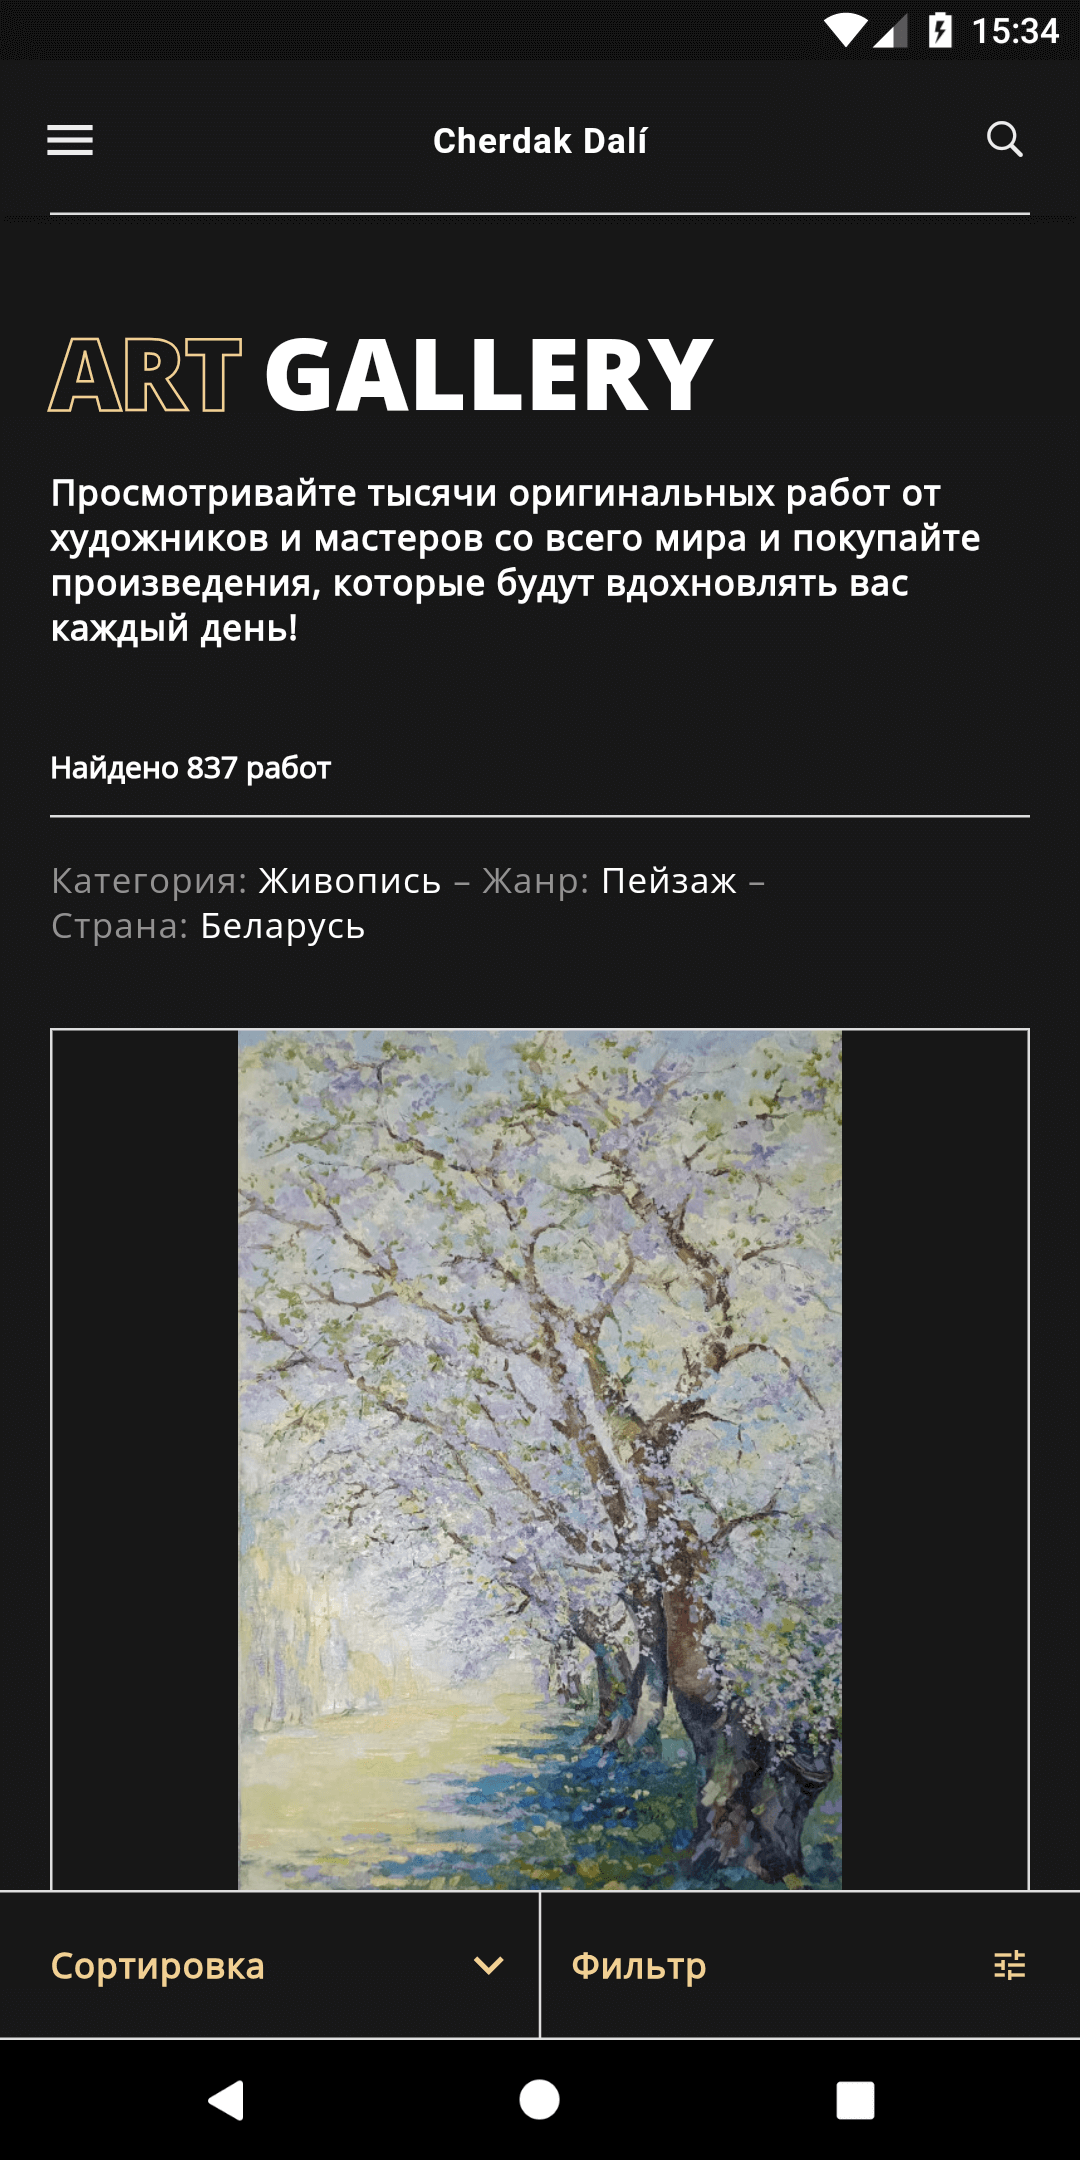 15:34
Cherdak Dalí
ART GALLERY
Просмотривайте тысячи оригинальных работ от
художников и мастеров со всего мира и покупайте
произведения, которые будут вдохновлять вас
каждый день!
Найдено 837 работ
Категория: Живопись – Жанр: Пейзаж –
Страна: Беларусь
Сортировка
Фильтр